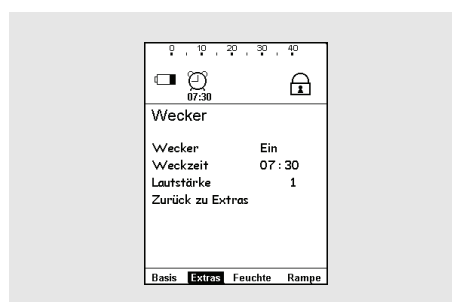 0 10 20 30 40
07:30
Wecker
Wecker Ein
Weckzeit 07:30
Lautstärke 1
Zurück zu Extras
Basis Extras Feuchte Rampe